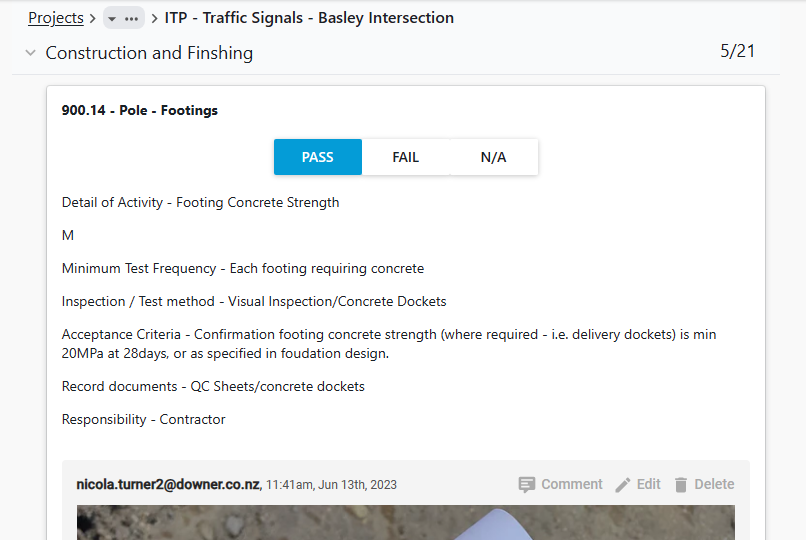 Projects > ... > ITP - Traffic Signals - Basley Intersection
Construction and Finshing 5/21
900.14 - Pole - Footings
PASS FAIL N/A
Detail of Activity - Footing Concrete Strength
M
Minimum Test Frequency - Each footing requiring concrete
Inspection / Test method - Visual Inspection/Concrete Dockets
Acceptance Criteria - Confirmation footing concrete strength (where required - i.e. delivery dockets) is min
20MPa at 28days, or as specified in foudation design.
Record documents - QC Sheets/concrete dockets
Responsibility - Contractor
nicola.turner2@downer.co.nz, 11:41am, Jun 13th, 2023 Comment Edit Delete